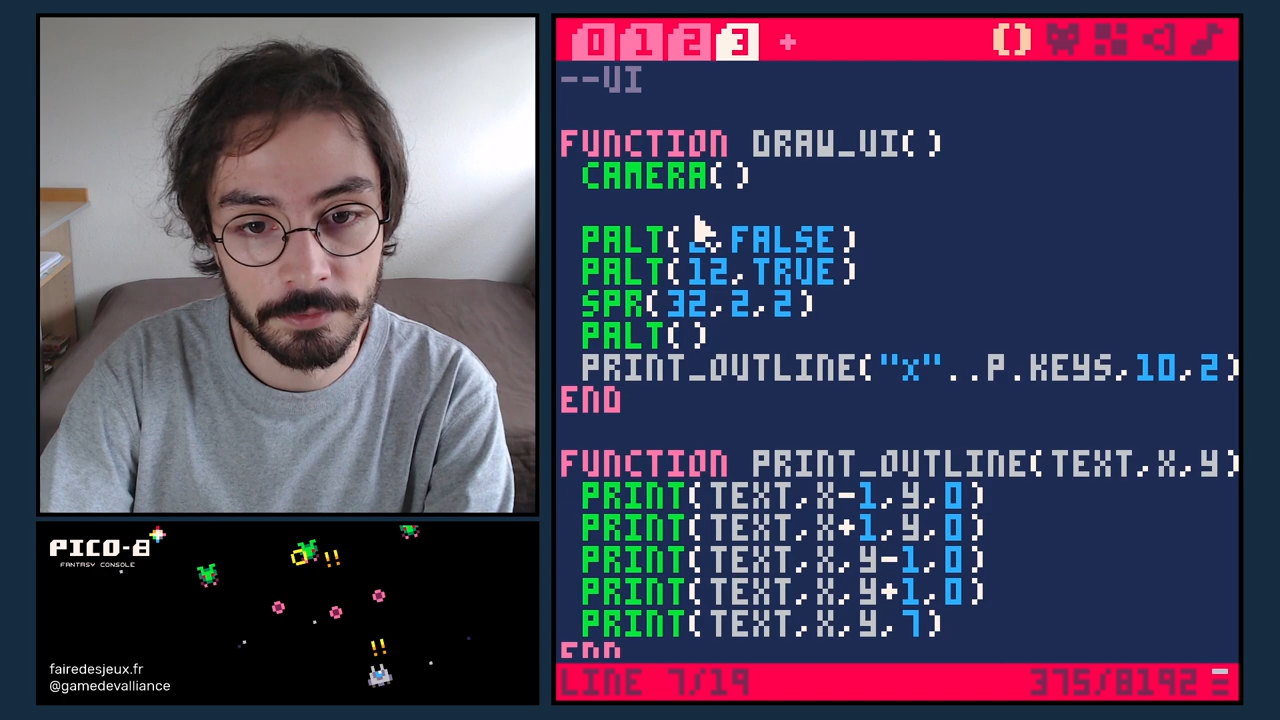 0 1 2 3 +
--UI
FUNCTION DRAW_UI()
CAMERA()
PALT( ,FALSE)
PALT(12,TRUE)
SPR(32,2,2)
PALT()
PRINT_OUTLINE("X"..P.KEYS,10,2)
END
FUNCTION PRINT_OUTLINE(TEXT,X,Y)
PRINT(TEXT,X-1,Y,0)
PRINT(TEXT,X+1,Y,0)
PRINT(TEXT,X,Y-1,0)
PRINT(TEXT,X,Y+1,0)
PRINT(TEXT,X,Y,7)
END
LINE 7/19
375/8192
PICO-8
FANTASY CONSOLE
!!
!!
fairedesjeux.fr
@gamedevalliance